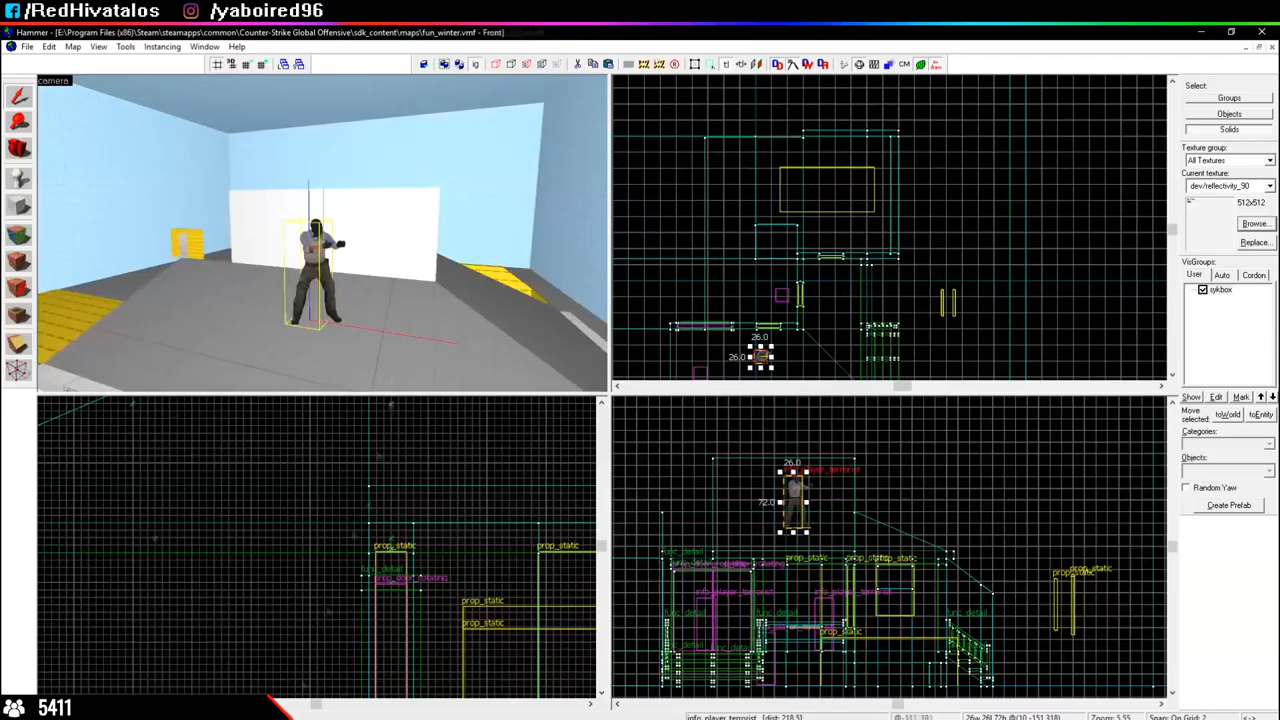 /RedHivatalos
/yaboired96
Hammer - [E:\Program Files (x86)\Steam\steamapps\common\Counter-Strike Global Offensive\sdk_content\maps\fun_winter.vmf - Front]
File Edit Map View Tools Instancing Window Help
camera
Select:
Groups
Objects
Solids
Texture group:
All Textures
Current texture:
dev/reflectivity_90
512x512
Browse...
Replace...
VisGroups:
User Auto Cordon
sykbox
Show Edit Mark
Move selected:
toWorld toEntity
Categories:
Objects:
Random Yaw
Create Prefab
26.0
26.0
26.0
72.0
prop_static
prop_static
func_detail
prop_door_rotating
prop_static
prop_static
func_detail
prop_static
info_player_terrorist
func_detail
func_detail
prop_static
prop_static
5411
info_player_terrorist [dist: 218.5]
Snap: On Grid: 2